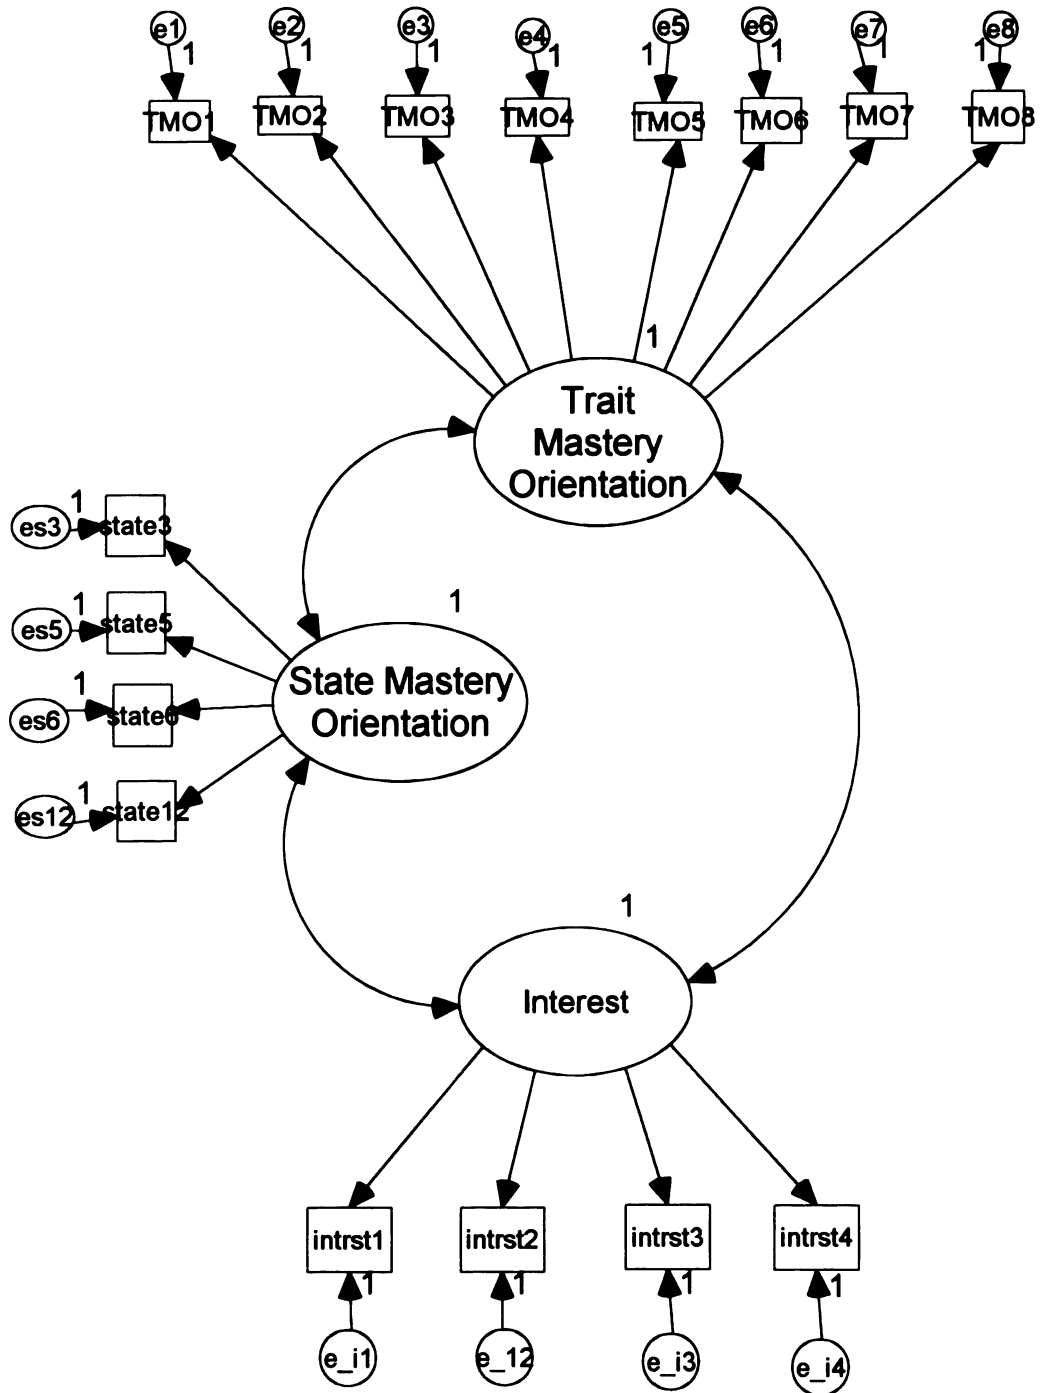 e1 e2 e3 e4 e5 e6 e7 e8
1 1 1 1 1 1 1 1
TMO1 TMO2 TMO3 TMO4 TMO5 TMO6 TMO7 TMO8
1
Trait
Mastery
Orientation
1
es3 state3
1
es5 state5
1
es6 state6
1
es12 state12
1
State Mastery
Orientation
1
Interest
intrst1 intrst2 intrst3 intrst4
1 1 1 1
e_i1 e_12 e_i3 e_i4